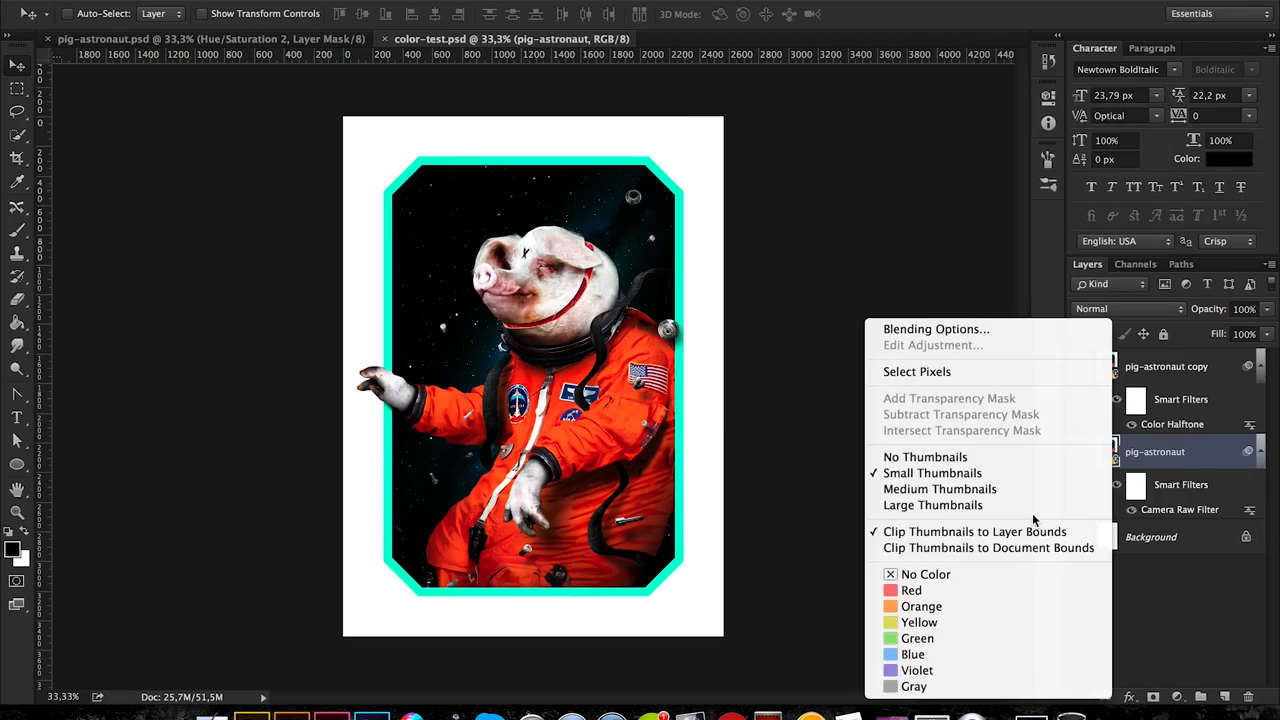 Auto-Select:
Layer
Show Transform Controls
3D Mode:
Essentials
pig-astronaut.psd @ 33,3% (Hue/Saturation 2, Layer Mask/8)
color-test.psd @ 33,3% (pig-astronaut, RGB/8)
1800 1600 1400 1200 1000 800 600 400 200 0 200 400 600 800 1000 1200 1400 1600 1800 2000 2200 2400 2600 2800 3000 3200 3400 3600 3800 4000 4200 440
Character Paragraph
Newtown BoldItalic
BoldItalic
23,79 px
22,2 px
Optical
0
100%
100%
0 px
Color:
English: USA
Crisp
Layers Channels Paths
Kind
Normal
Opacity: 100%
Fill: 100%
pig-astronaut copy
Smart Filters
Color Halftone
pig-astronaut
Smart Filters
Camera Raw Filter
Background
Blending Options...
Edit Adjustment...
Select Pixels
Add Transparency Mask
Subtract Transparency Mask
Intersect Transparency Mask
No Thumbnails
✓ Small Thumbnails
Medium Thumbnails
Large Thumbnails
✓ Clip Thumbnails to Layer Bounds
Clip Thumbnails to Document Bounds
No Color
Red
Orange
Yellow
Green
Blue
Violet
Gray
33,33%
Doc: 25,7M/51,5M